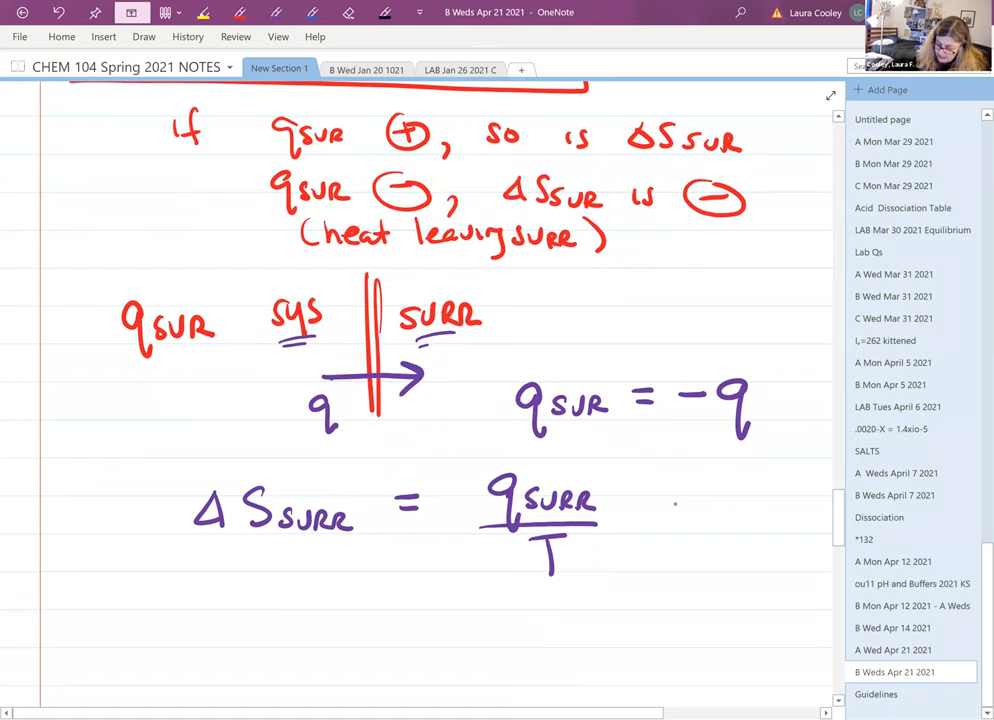 B Weds Apr 21 2021 - OneNote
Laura Cooley
LC
File Home Insert Draw History Review View Help
Cooley, Laura F.
CHEM 104 Spring 2021 NOTES
New Section 1
B Wed Jan 20 1021
LAB Jan 26 2021 C
+
+ Add Page
Untitled page
A Mon Mar 29 2021
B Mon Mar 29 2021
C Mon Mar 29 2021
Acid Dissociation Table
LAB Mar 30 2021 Equilibrium
Lab Qs
A Wed Mar 31 2021
B Wed Mar 31 2021
C Wed Mar 31 2021
I,=262 kittened
A Mon April 5 2021
B Mon Apr 5 2021
LAB Tues April 6 2021
.0020-X = 1.4xio-5
SALTS
A Weds April 7 2021
B Weds April 7 2021
Dissociation
*132
A Mon Apr 12 2021
ou11 pH and Buffers 2021 KS
B Mon Apr 12 2021 - A Weds
B Wed Apr 14 2021
A Wed Apr 21 2021
B Weds Apr 21 2021
Guidelines
if qSUR ⊕, so is ΔSSUR
qSUR ⊖, ΔSSUR is ⊖
(heat leaving SURR)
qSUR sys SURR
q
qSUR = -q
ΔSSURR = qSURR
T